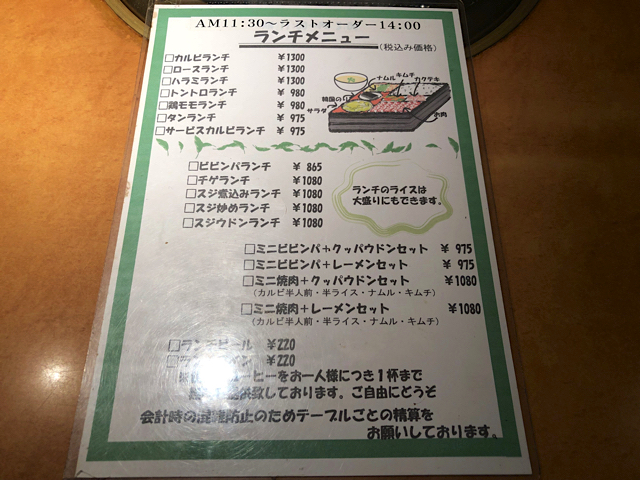 AM11:30～ラストオーダー14:00
ランチメニュー
(税込み価格)
□カルビランチ ￥1300
□ロースランチ ￥1300
□ハラミランチ ￥1300
□トントロランチ ￥ 980
□鶏モモランチ ￥ 980
□タンランチ ￥ 975
□サービスカルビランチ ￥ 975
ナムル キムチ カクテキ
韓国のり
サラダ
お肉
□ビビンバランチ ￥ 865
□チゲランチ ￥1080
□スジ煮込みランチ ￥1080
□スジ炒めランチ ￥1080
□スジウドンランチ ￥1080
ランチのライスは
大盛りにもできます。
□ミニビビンバ＋クッパウドンセット ￥ 975
□ミニビビンバ＋レーメンセット ￥ 975
□ミニ焼肉＋クッパウドンセット ￥1080
(カルビ半人前・半ライス・ナムル・キムチ)
□ミニ焼肉＋レーメンセット ￥1080
(カルビ半人前・半ライス・ナムル・キムチ)
□ランチビール ￥220
□ イン ￥220
コーヒーをお一人様につき１杯まで
致しております。ご自由にどうぞ
会計時の混雑防止のためテーブルごとの精算を
お願いしております。